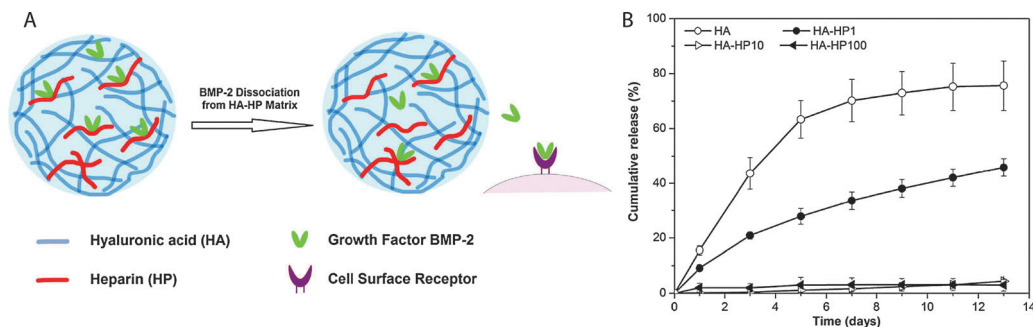 A
BMP-2 Dissociation
from HA-HP Matrix
Hyaluronic acid (HA)
Growth Factor BMP-2
Heparin (HP)
Cell Surface Receptor
B
HA
HA-HP1
HA-HP10
HA-HP100
Cumulative release (%)
100
80
60
40
20
0
0 2 4 6 8 10 12 14
Time (days)